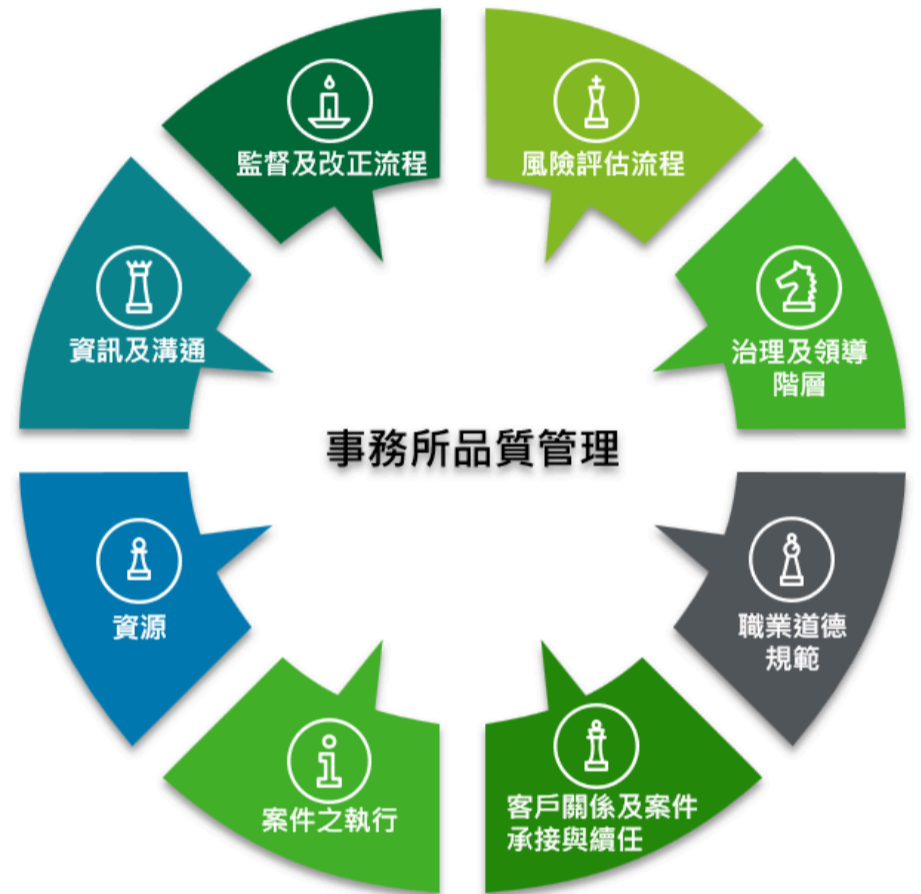 監督及改正流程
風險評估流程
資訊及溝通
治理及領導
階層
事務所品質管理
資源
職業道德
規範
案件之執行
客戶關係及案件
承接與續任